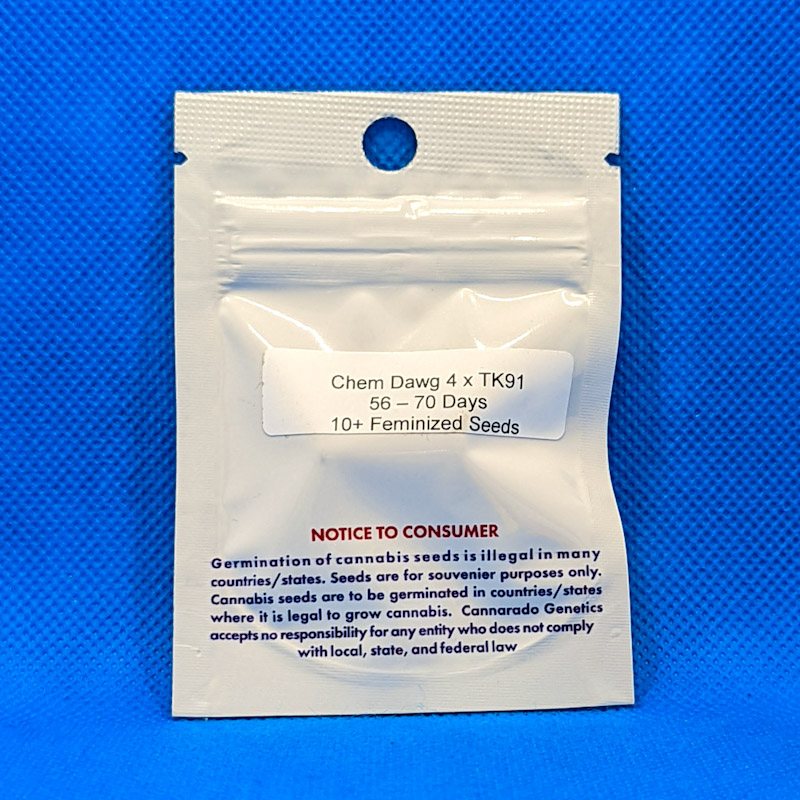 Chem Dawg 4 x TK91
56 – 70 Days
10+ Feminized Seeds
NOTICE TO CONSUMER
Germination of cannabis seeds is illegal in many
countries/states. Seeds are for souvenier purposes only.
Cannabis seeds are to be germinated in countries/states
where it is legal to grow cannabis. Cannarado Genetics
accepts no responsibility for any entity who does not comply
with local, state, and federal law